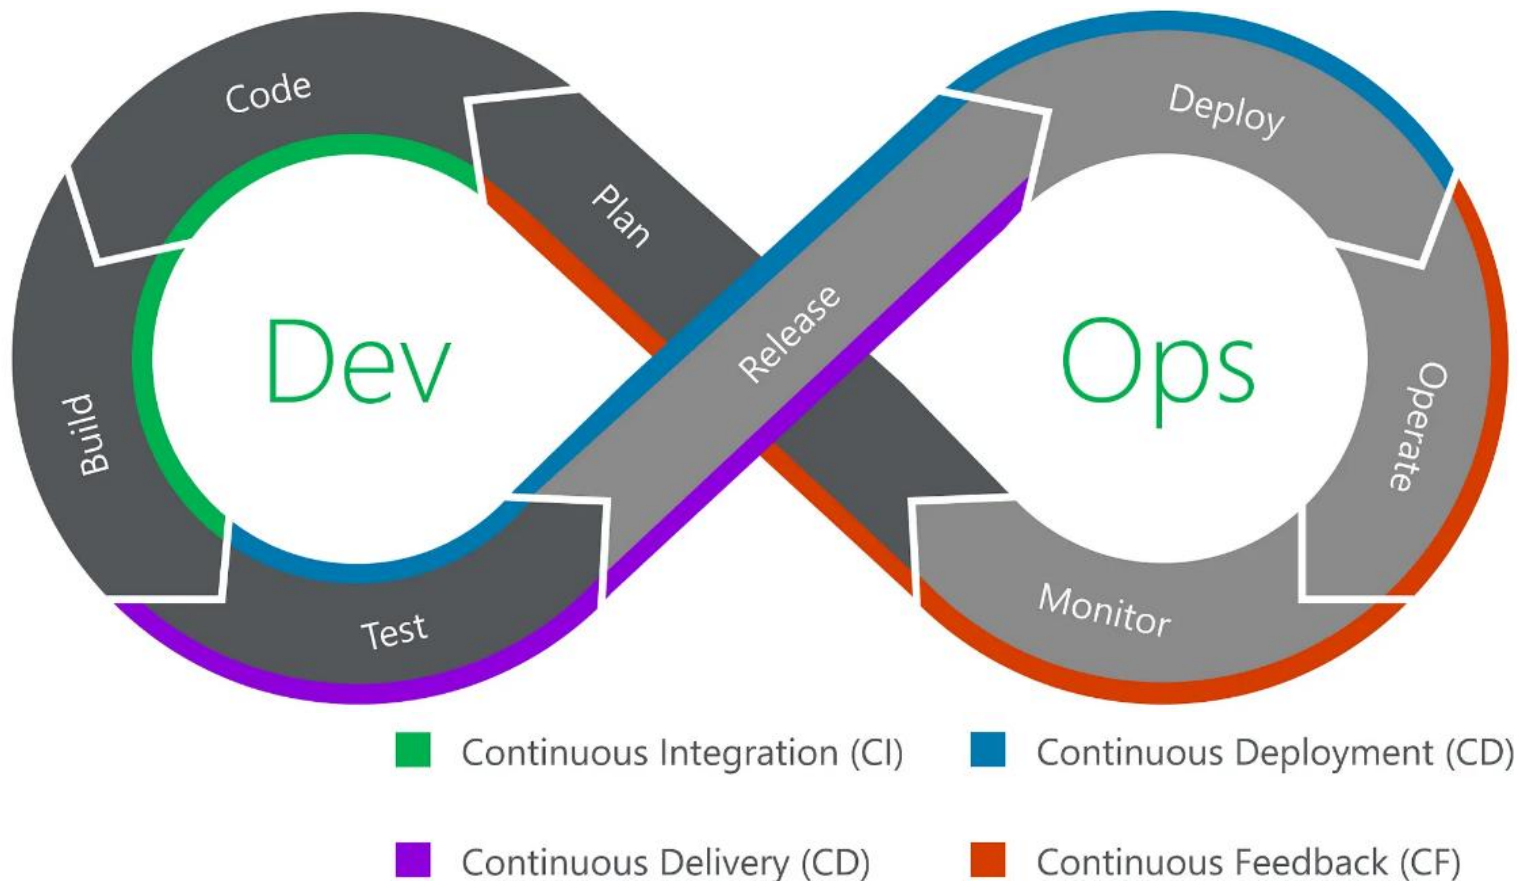 Code
Plan
Build
Test
Release
Deploy
Operate
Monitor
Dev
Ops
Continuous Integration (CI)
Continuous Deployment (CD)
Continuous Delivery (CD)
Continuous Feedback (CF)